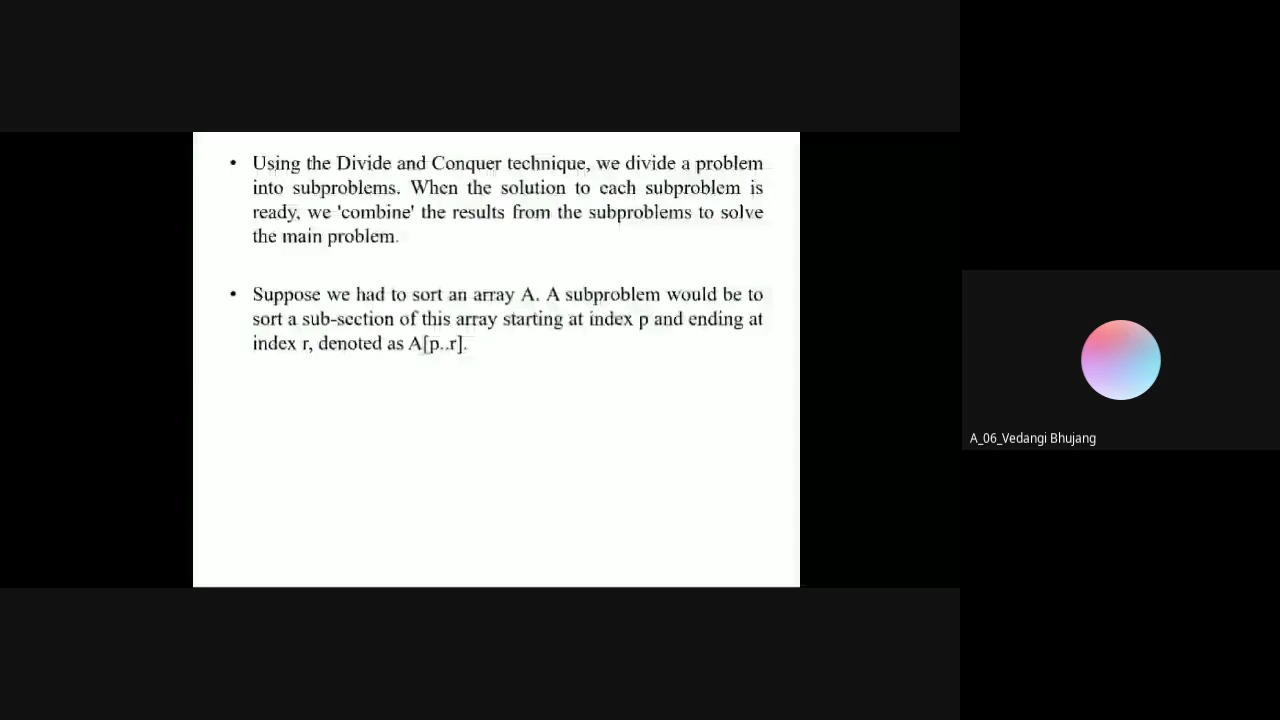 • Using the Divide and Conquer technique, we divide a problem
into subproblems. When the solution to each subproblem is
ready, we 'combine' the results from the subproblems to solve
the main problem.
• Suppose we had to sort an array A. A subproblem would be to
sort a sub-section of this array starting at index p and ending at
index r, denoted as A[p..r].
A_06_Vedangi Bhujang